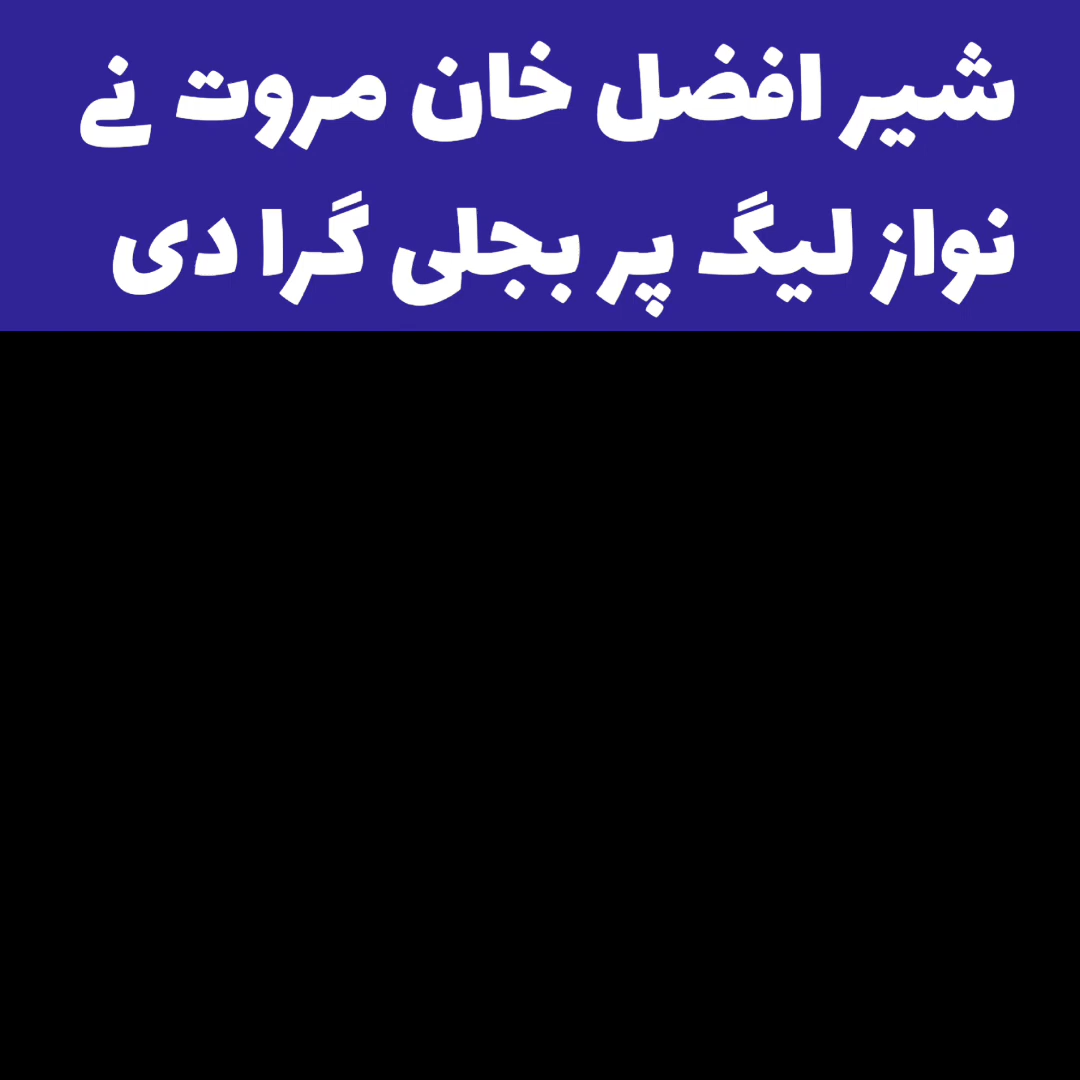 شیر افضل خان مروت نے
نواز لیگ پر بجلی گرا دی